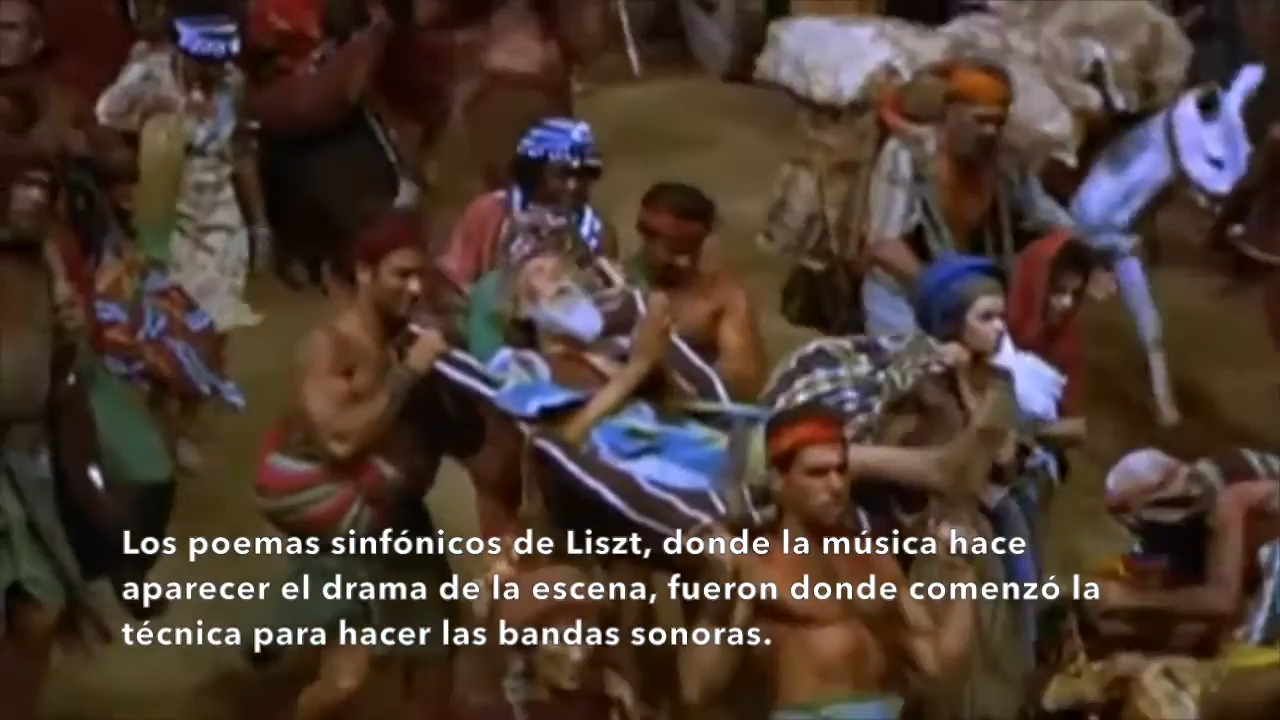 Los poemas sinfónicos de Liszt, donde la música hace
aparecer el drama de la escena, fueron donde comenzó la
técnica para hacer las bandas sonoras.